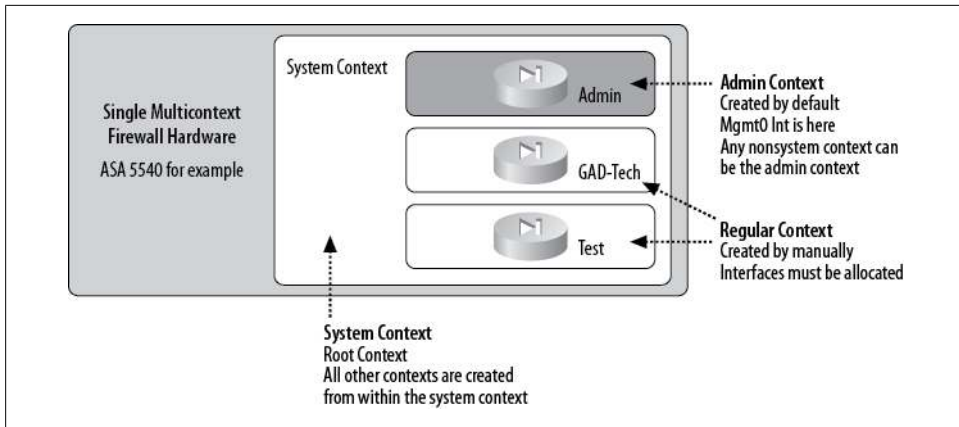 Single Multicontext
Firewall Hardware
ASA 5540 for example
System Context
Admin
GAD-Tech
Test
Admin Context
Created by default
Mgmt0 Int is here
Any nonsystem context can
be the admin context
Regular Context
Created by manually
Interfaces must be allocated
System Context
Root Context
All other contexts are created
from within the system context